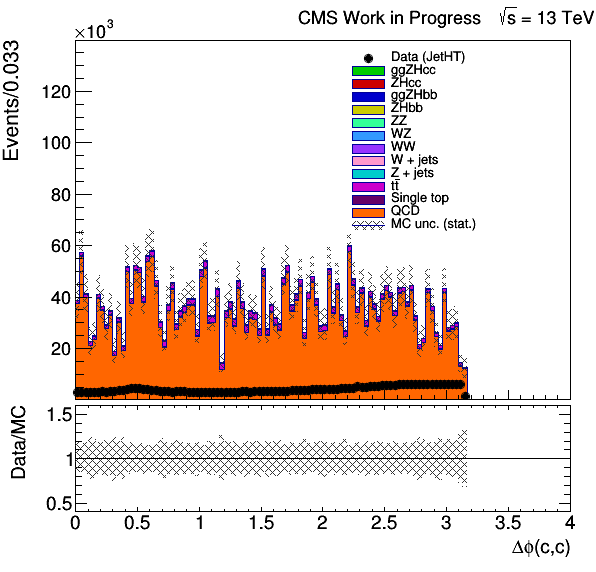 CMS Work in Progress √s = 13 TeV
×10³
Events/0.033
120
100
80
60
40
20
Data (JetHT)
ggZHcc
ZHcc
ggZHbb
ZHbb
ZZ
WZ
WW
W + jets
Z + jets
tt̄
Single top
QCD
MC unc. (stat.)
Data/MC
1.5
1
0.5
0 0.5 1 1.5 2 2.5 3 3.5 4
Δϕ(c,c)